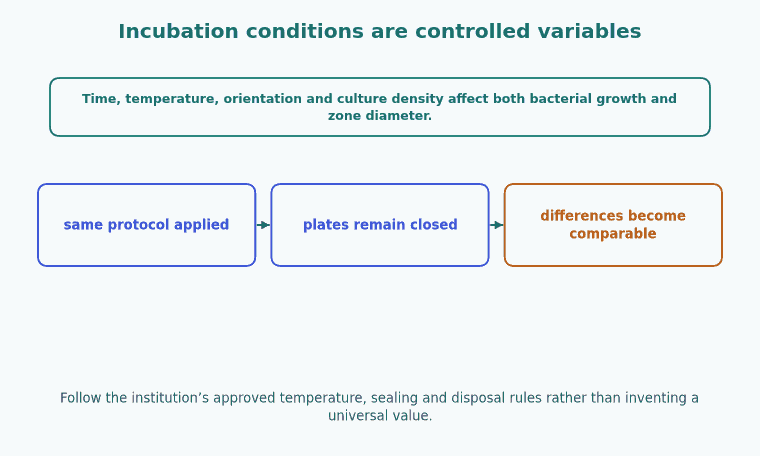 Incubation conditions are controlled variables
Time, temperature, orientation and culture density affect both bacterial growth and
zone diameter.
same protocol applied
plates remain closed
differences become
comparable
Follow the institution’s approved temperature, sealing and disposal rules rather than inventing a
universal value.